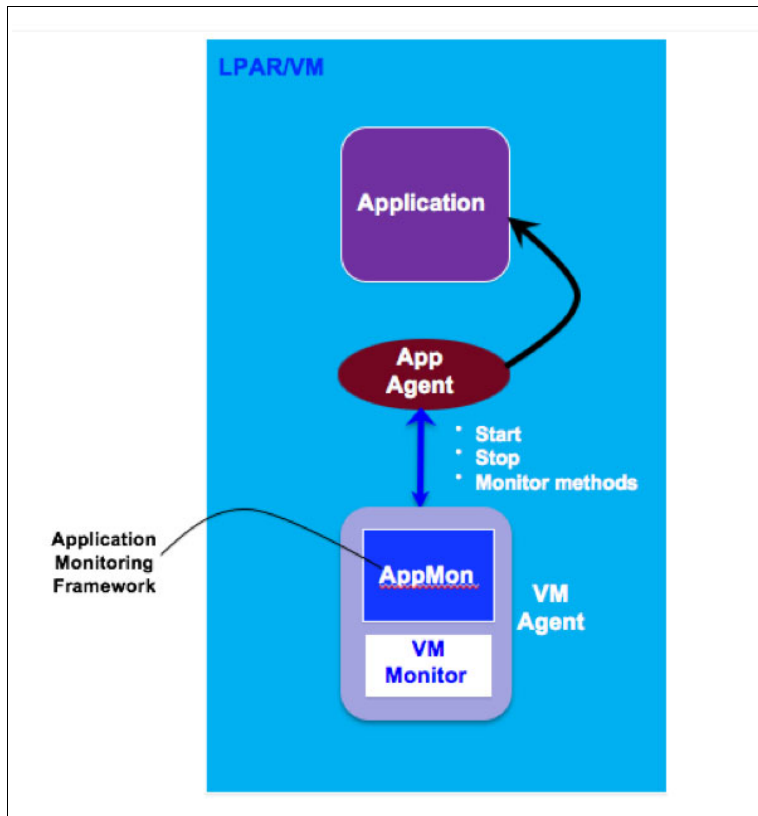 LPAR/VM
Application
App
Agent
• Start
• Stop
• Monitor methods
Application
Monitoring
Framework
AppMon
VM
Agent
VM
Monitor